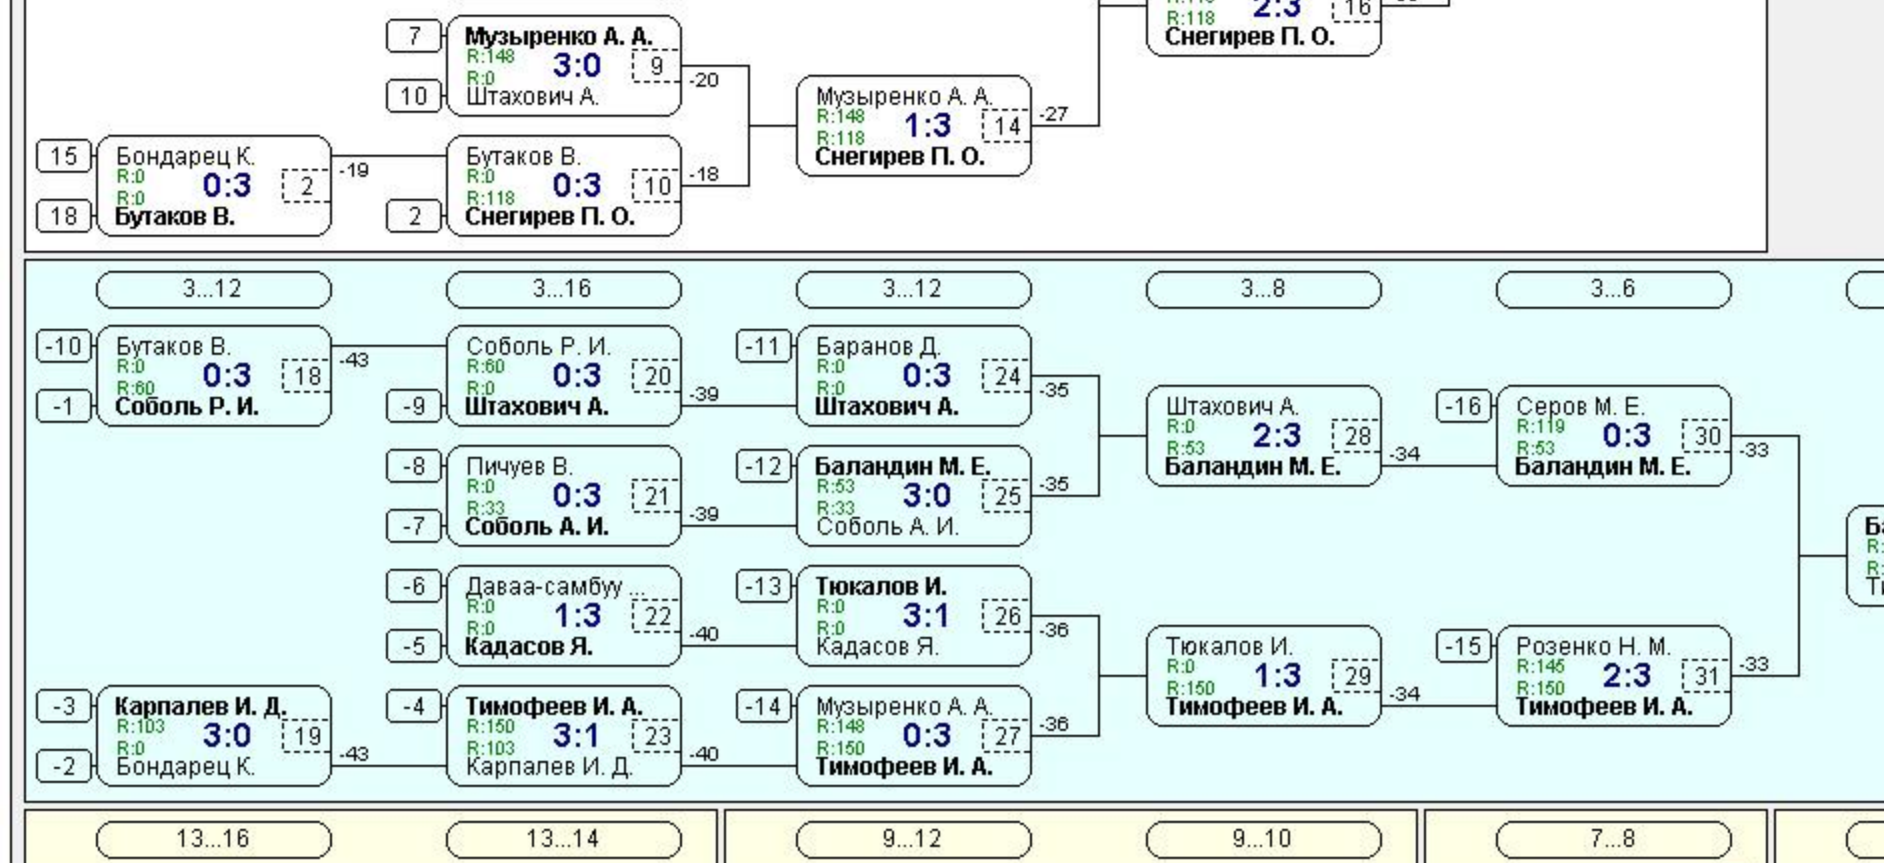 7
Музыренко А. А.
R:148
3:0
9
R:0
10
Штахович А.
-20
R:118
2:3
16
Снегирев П. О.
Музыренко А. А.
R:148
1:3
14
-27
R:118
Снегирев П. О.
15
Бондарец К.
R:0
0:3
2
-19
R:0
18
Бутаков В.
Бутаков В.
R:0
0:3
10
-18
R:118
2
Снегирев П. О.
3...12
3...16
3...12
3...8
3...6
-10
Бутаков В.
R:0
0:3
18
-43
R:60
-1
Соболь Р. И.
Соболь Р. И.
R:60
0:3
20
-39
R:0
-9
Штахович А.
-11
Баранов Д.
R:0
0:3
24
-35
R:0
Штахович А.
Штахович А.
R:0
2:3
28
-34
R:53
Баландин М. Е.
-16
Серов М. Е.
R:119
0:3
30
-33
R:53
Баландин М. Е.
-8
Пичуев В.
R:0
0:3
21
-39
R:33
-7
Соболь А. И.
-12
Баландин М. Е.
R:53
3:0
25
-35
R:33
Соболь А. И.
-6
Даваа-самбуу ...
R:0
1:3
22
-40
R:0
-5
Кадасов Я.
-13
Тюкалов И.
R:0
3:1
26
-36
R:0
Кадасов Я.
Тюкалов И.
R:0
1:3
29
-34
R:150
Тимофеев И. А.
-15
Розенко Н. М.
R:145
2:3
31
-33
R:150
Тимофеев И. А.
-3
Карпалев И. Д.
R:103
3:0
19
-43
R:0
-2
Бондарец К.
-4
Тимофеев И. А.
R:150
3:1
23
-40
R:103
Карпалев И. Д.
-14
Музыренко А. А.
R:148
0:3
27
-36
R:150
Тимофеев И. А.
13...16
13...14
9...12
9...10
7...8